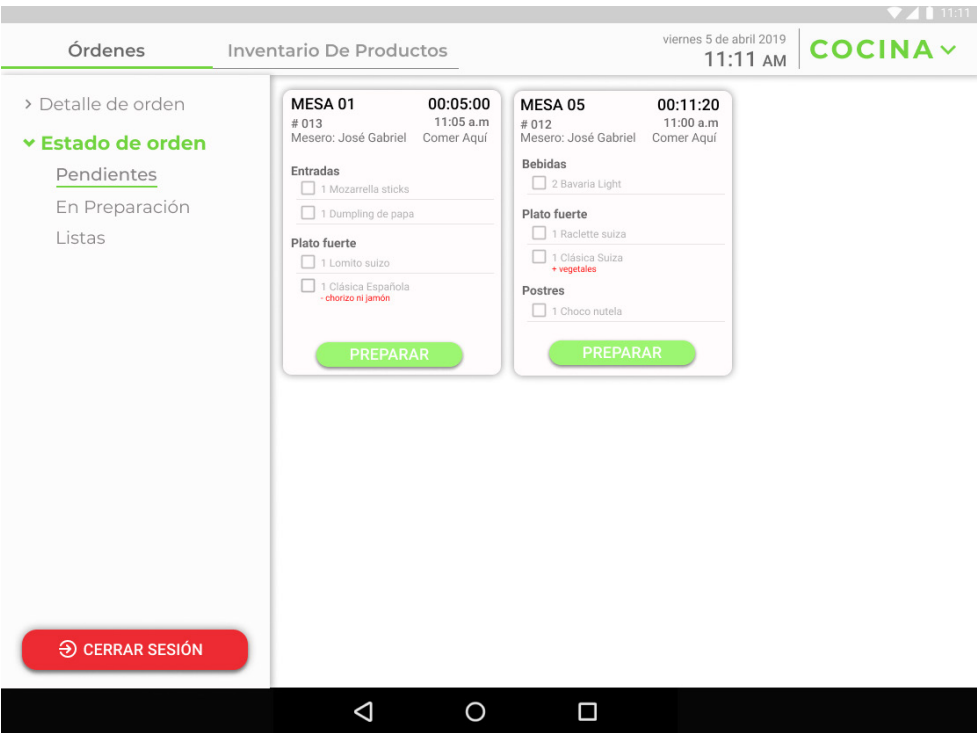 11:11
Órdenes
Inventario De Productos
viernes 5 de abril 2019
11:11 AM
COCINA
Detalle de orden
Estado de orden
Pendientes
En Preparación
Listas
CERRAR SESIÓN
MESA 01 00:05:00
# 013 11:05 a.m
Mesero: José Gabriel Comer Aquí
Entradas
1 Mozarrella sticks
1 Dumpling de papa
Plato fuerte
1 Lomito suizo
1 Clásica Española
- chorizo ni jamón
PREPARAR
MESA 05 00:11:20
# 012 11:00 a.m
Mesero: José Gabriel Comer Aquí
Bebidas
2 Bavaria Light
Plato fuerte
1 Raclette suiza
1 Clásica Suiza
+ vegetales
Postres
1 Choco nutela
PREPARAR